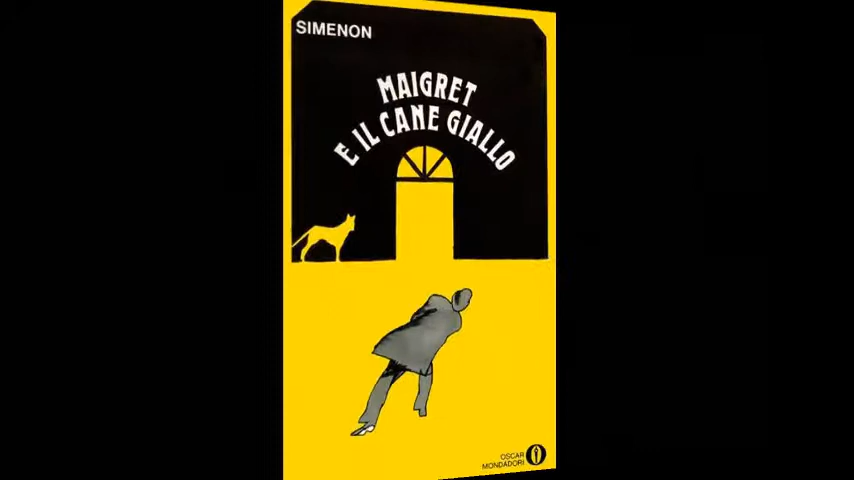 SIMENON
MAIGRET
E IL CANE GIALLO
OSCAR
MONDADORI